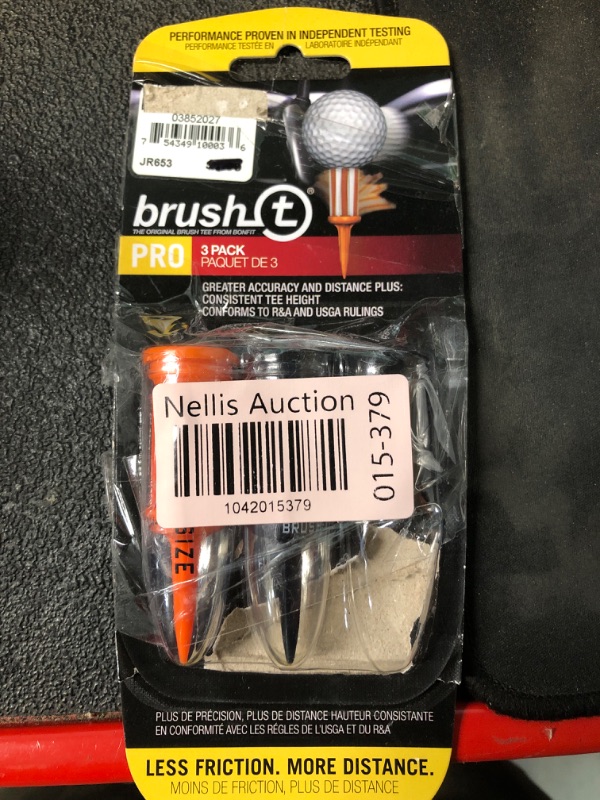 PERFORMANCE PROVEN IN INDEPENDENT TESTING
PERFORMANCE TESTÉE EN LABORATOIRE INDÉPENDANT
03852027
7 54349 10003 6
JR653
brush t®
THE ORIGINAL BRUSH TEE FROM BONFIT
PRO
3 PACK
PAQUET DE 3
GREATER ACCURACY AND DISTANCE PLUS:
CONSISTENT TEE HEIGHT
CONFORMS TO R&A AND USGA RULINGS
Nellis Auction
015-379
1042015379
SIZE
PLUS DE PRÉCISION, PLUS DE DISTANCE HAUTEUR CONSISTANTE
EN CONFORMITÉ AVEC LES RÈGLES DE L'USGA ET DU R&A
LESS FRICTION. MORE DISTANCE.
MOINS DE FRICTION, PLUS DE DISTANCE